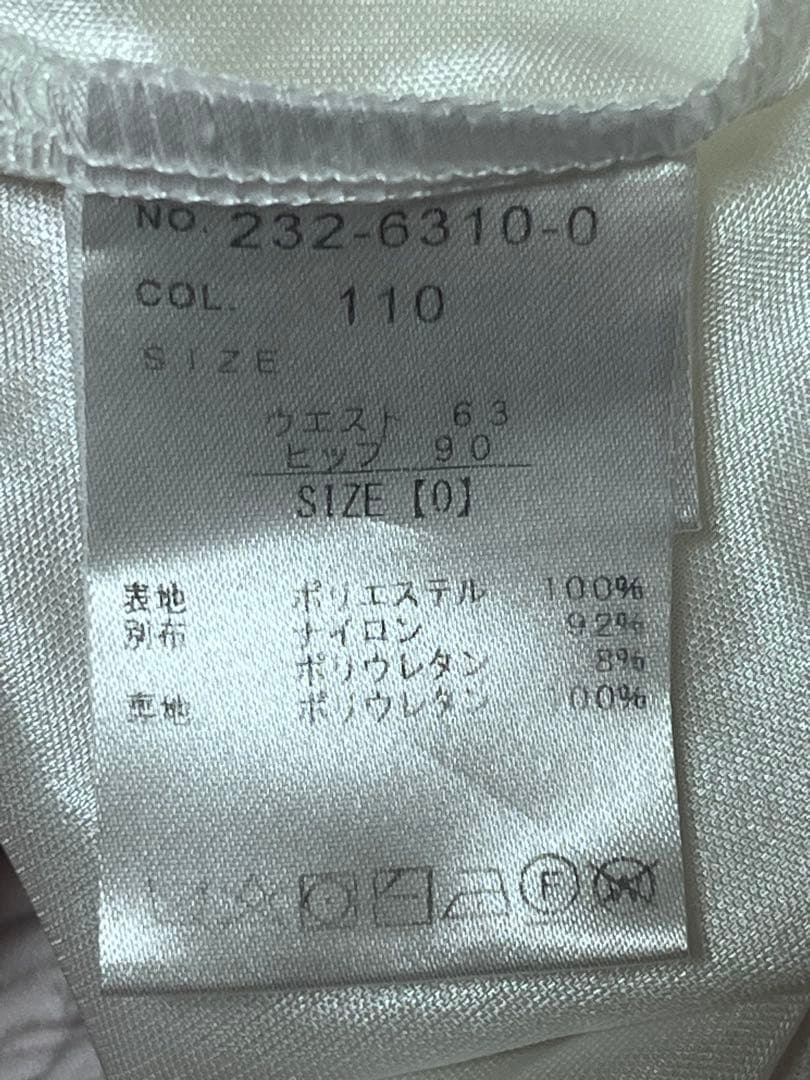 NO. 232-6310-0
COL. 110
SIZE
ウエスト 63
ヒップ 90
SIZE【0】
表地 ポリエステル 100%
別布 ナイロン 92%
ポリウレタン 8%
裏地 ポリウレタン 100%
F W